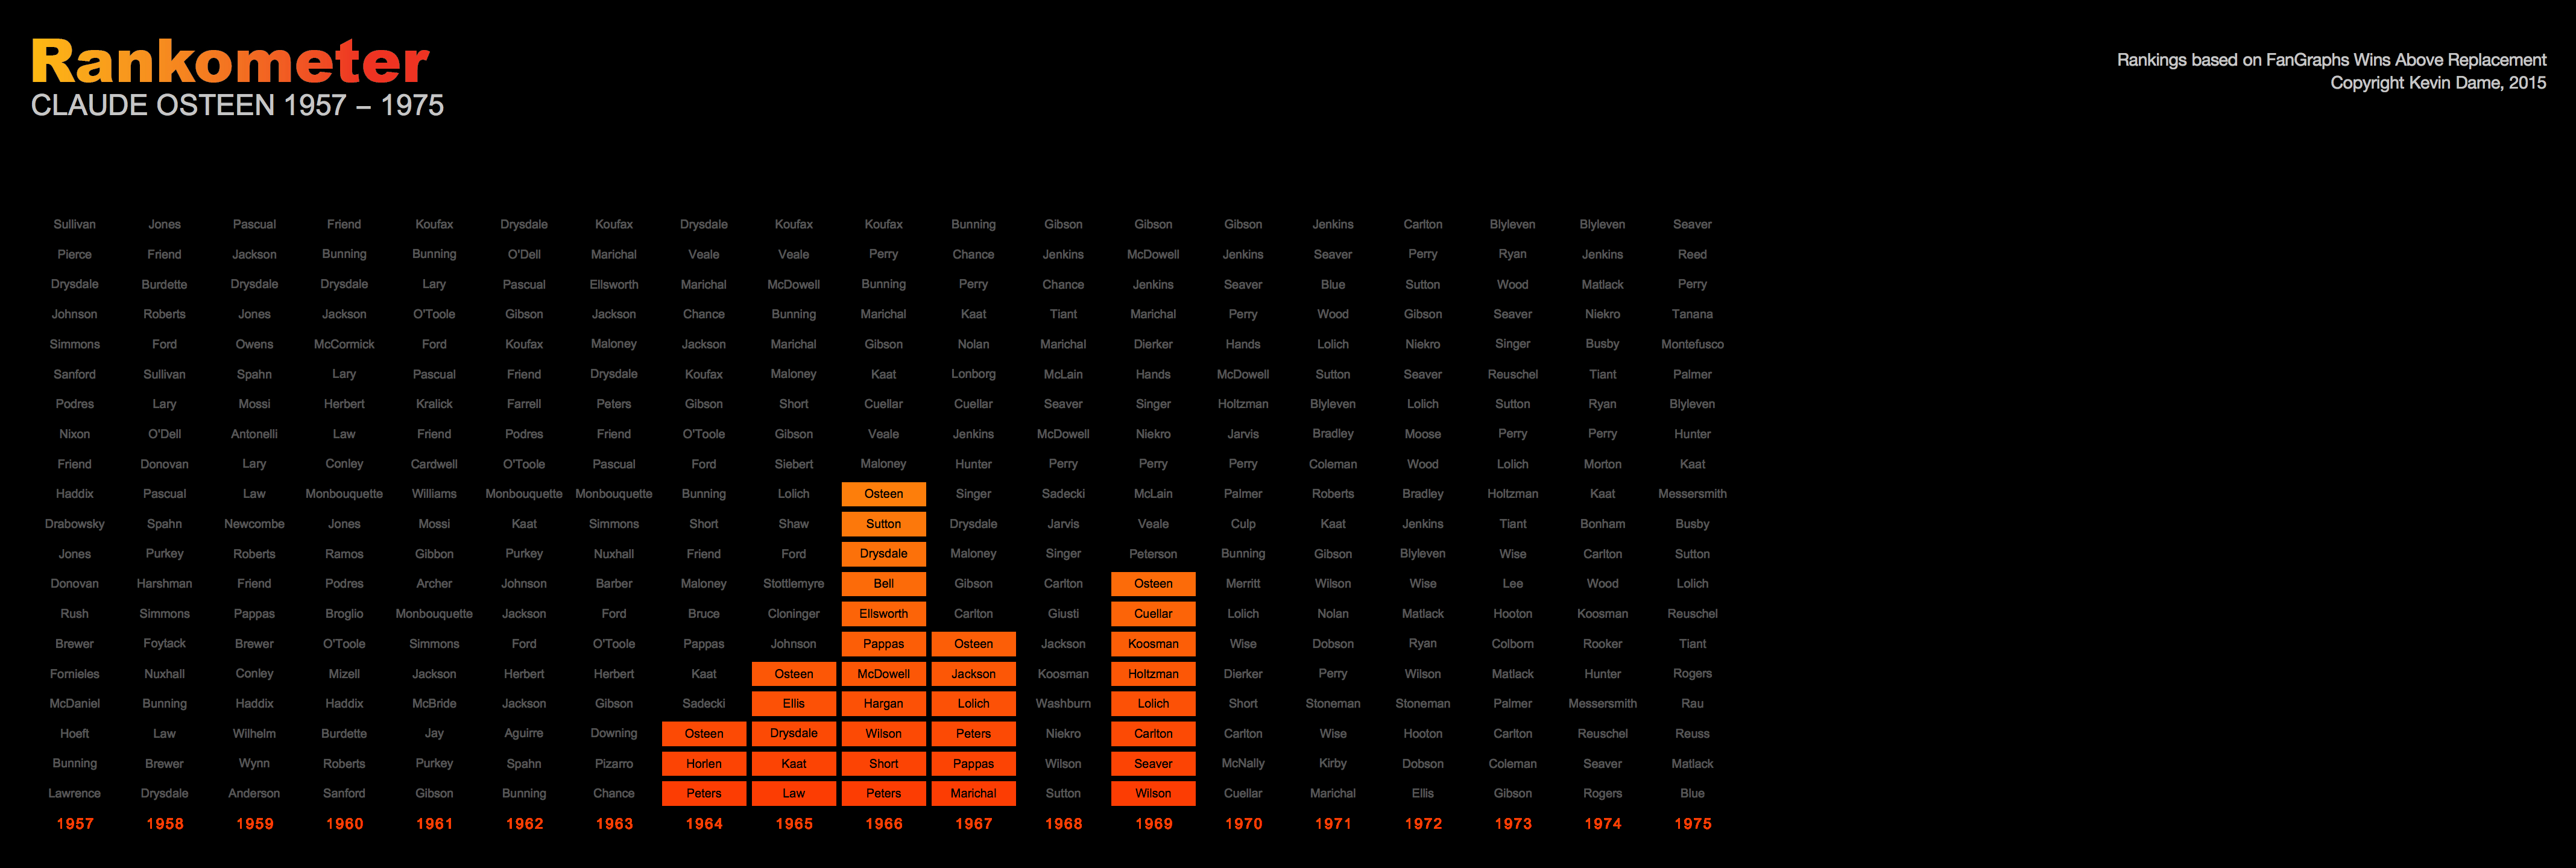 Rankometer
CLAUDE OSTEEN 1957 – 1975
Rankings based on FanGraphs Wins Above Replacement
Copyright Kevin Dame, 2015
Sullivan Jones Pascual Friend Koufax Drysdale Koufax Drysdale Koufax Koufax Bunning Gibson Gibson Gibson Jenkins Carlton Blyleven Blyleven Seaver
Pierce Friend Jackson Bunning Bunning O'Dell Marichal Veale Veale Perry Chance Jenkins McDowell Jenkins Seaver Perry Ryan Jenkins Reed
Drysdale Burdette Drysdale Drysdale Lary Pascual Ellsworth Marichal McDowell Bunning Perry Chance Jenkins Seaver Blue Sutton Wood Matlack Perry
Johnson Roberts Jones Jackson O'Toole Gibson Jackson Chance Bunning Marichal Kaat Tiant Marichal Perry Wood Gibson Seaver Niekro Tanana
Simmons Ford Owens McCormick Ford Koufax Maloney Jackson Marichal Gibson Nolan Marichal Dierker Hands Lolich Niekro Singer Busby Montefusco
Sanford Sullivan Spahn Lary Pascual Friend Drysdale Koufax Maloney Kaat Lonborg McLain Hands McDowell Sutton Seaver Reuschel Tiant Palmer
Podres Lary Mossi Herbert Kralick Farrell Peters Gibson Short Cuellar Cuellar Seaver Singer Holtzman Blyleven Lolich Sutton Ryan Blyleven
Nixon O'Dell Antonelli Law Friend Podres Friend O'Toole Gibson Veale Jenkins McDowell Niekro Jarvis Bradley Moose Perry Perry Hunter
Friend Donovan Lary Conley Cardwell O'Toole Pascual Ford Siebert Maloney Hunter Perry Perry Perry Coleman Wood Lolich Morton Kaat
Haddix Pascual Law Monbouquette Williams Monbouquette Monbouquette Bunning Lolich Osteen Singer Sadecki McLain Palmer Roberts Bradley Holtzman Kaat Messersmith
Drabowsky Spahn Newcombe Jones Mossi Kaat Simmons Short Shaw Sutton Drysdale Jarvis Veale Culp Kaat Jenkins Tiant Bonham Busby
Jones Purkey Roberts Ramos Gibbon Purkey Nuxhall Friend Ford Drysdale Maloney Singer Peterson Bunning Gibson Blyleven Wise Carlton Sutton
Donovan Harshman Friend Podres Archer Johnson Barber Maloney Stottlemyre Bell Gibson Carlton Osteen Merritt Wilson Wise Lee Wood Lolich
Rush Simmons Pappas Broglio Monbouquette Jackson Ford Bruce Cloninger Ellsworth Carlton Giusti Cuellar Lolich Nolan Matlack Hooton Koosman Reuschel
Brewer Foytack Brewer O'Toole Simmons Ford O'Toole Pappas Johnson Pappas Osteen Jackson Koosman Wise Dobson Ryan Colborn Rooker Tiant
Fornieles Nuxhall Conley Mizell Jackson Herbert Herbert Kaat Osteen McDowell Jackson Koosman Holtzman Dierker Perry Wilson Matlack Hunter Rogers
McDaniel Bunning Haddix Haddix McBride Jackson Gibson Sadecki Ellis Hargan Lolich Washburn Lolich Short Stoneman Stoneman Palmer Messersmith Rau
Hoeft Law Wilhelm Burdette Jay Aguirre Downing Osteen Drysdale Wilson Peters Niekro Carlton Carlton Wise Hooton Carlton Reuschel Reuss
Bunning Brewer Wynn Roberts Purkey Spahn Pizarro Horlen Kaat Short Pappas Wilson Seaver McNally Kirby Dobson Coleman Seaver Matlack
Lawrence Drysdale Anderson Sanford Gibson Bunning Chance Peters Law Peters Marichal Sutton Wilson Cuellar Marichal Ellis Gibson Rogers Blue
1957 1958 1959 1960 1961 1962 1963 1964 1965 1966 1967 1968 1969 1970 1971 1972 1973 1974 1975